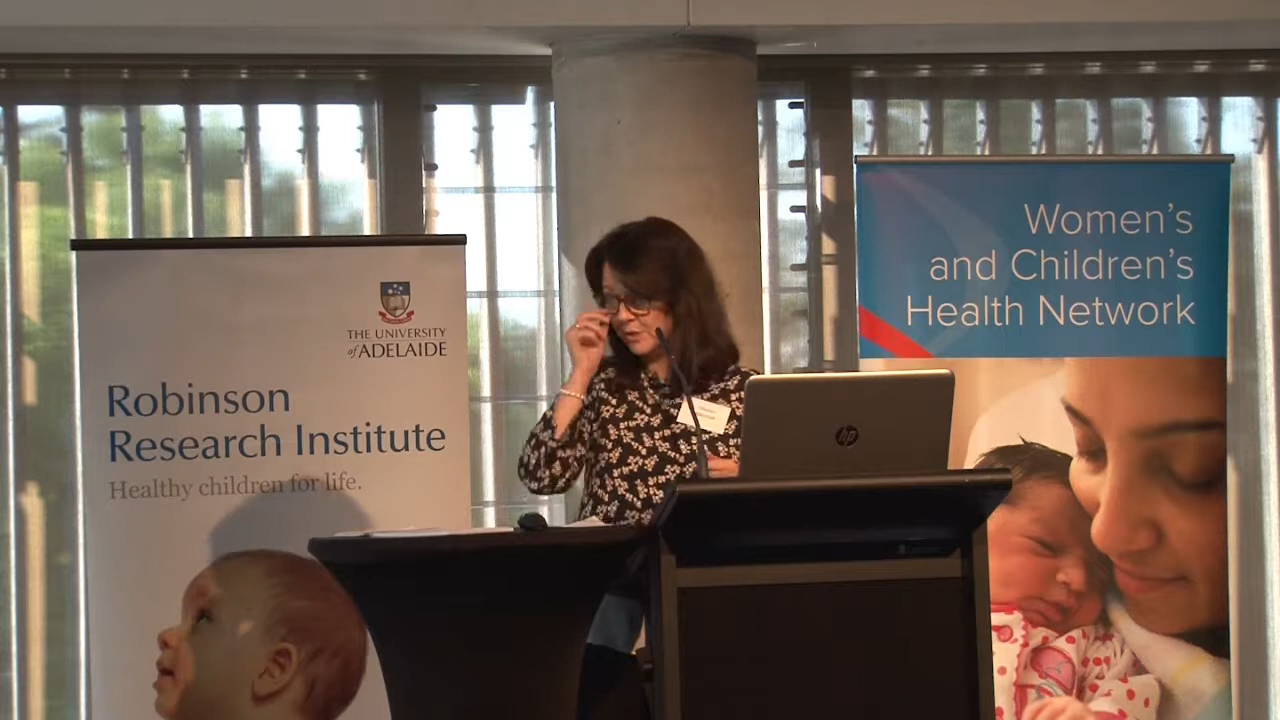 THE UNIVERSITY
of ADELAIDE
Robinson
Research Institute
Healthy children for life.
hp
Women's
and Children's
Health Network